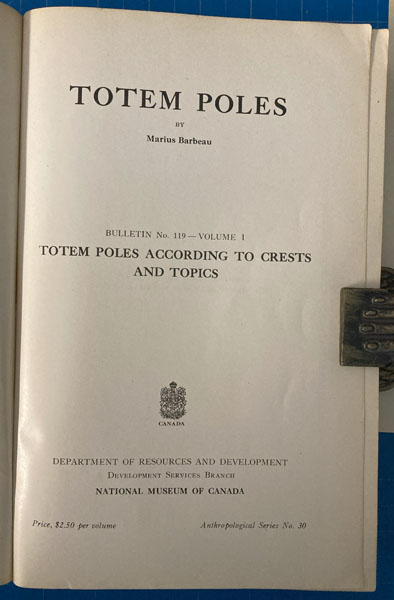 TOTEM POLES
BY
Marius Barbeau
BULLETIN No. 119 — VOLUME I
TOTEM POLES ACCORDING TO CRESTS
AND TOPICS
CANADA
DEPARTMENT OF RESOURCES AND DEVELOPMENT
DEVELOPMENT SERVICES BRANCH
NATIONAL MUSEUM OF CANADA
Price, $2.50 per volume
Anthropological Series No. 30